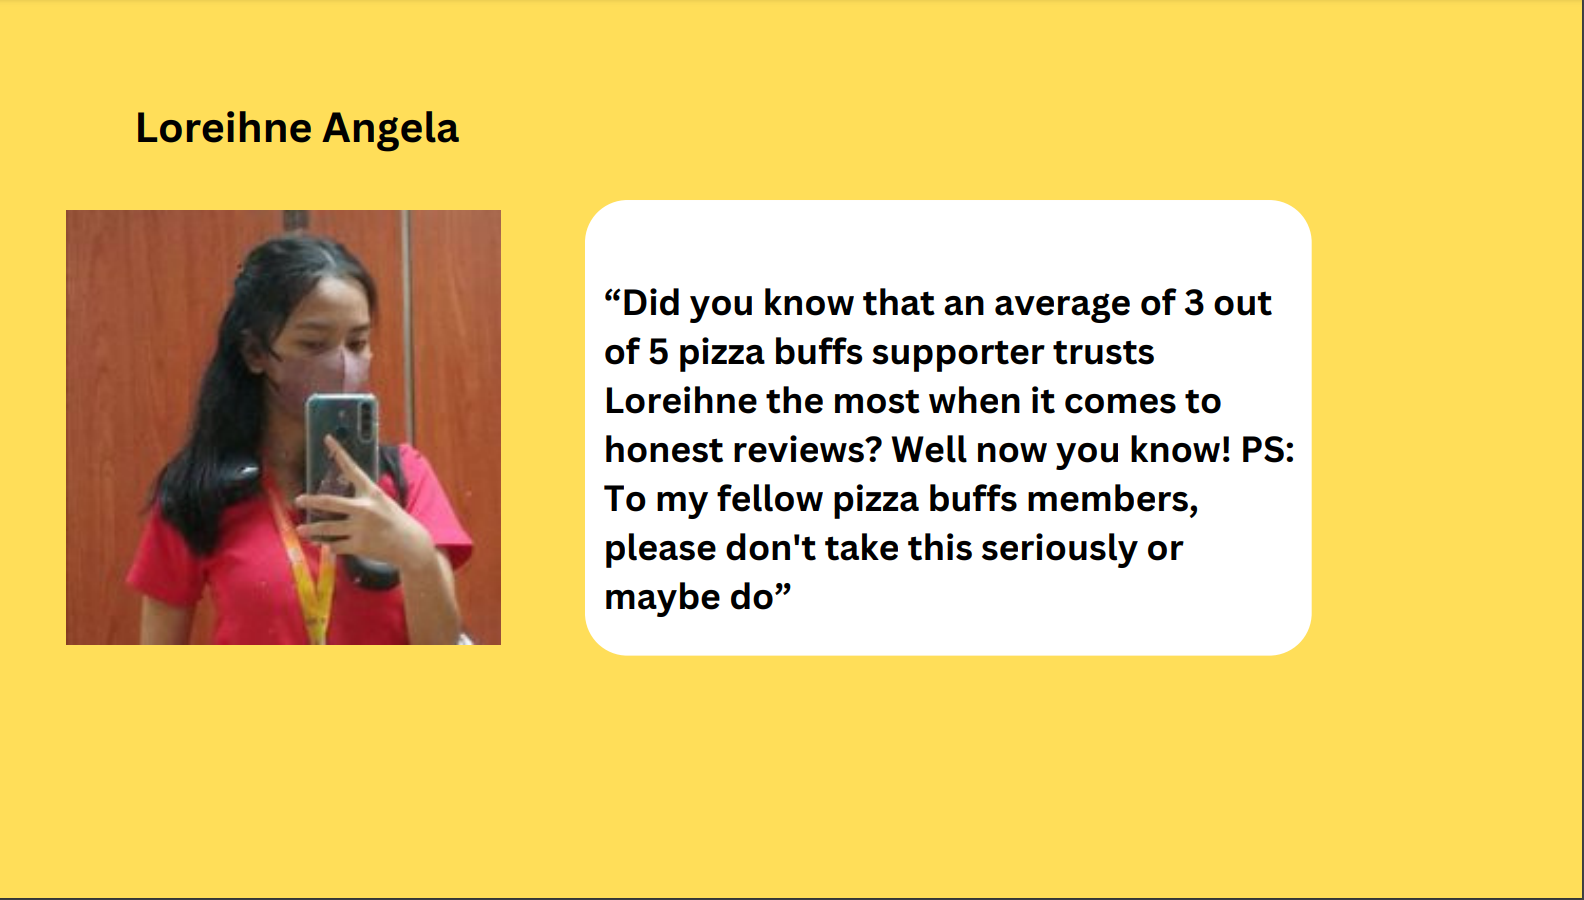 Loreihne Angela
“Did you know that an average of 3 out
of 5 pizza buffs supporter trusts
Loreihne the most when it comes to
honest reviews? Well now you know! PS:
To my fellow pizza buffs members,
please don't take this seriously or
maybe do”